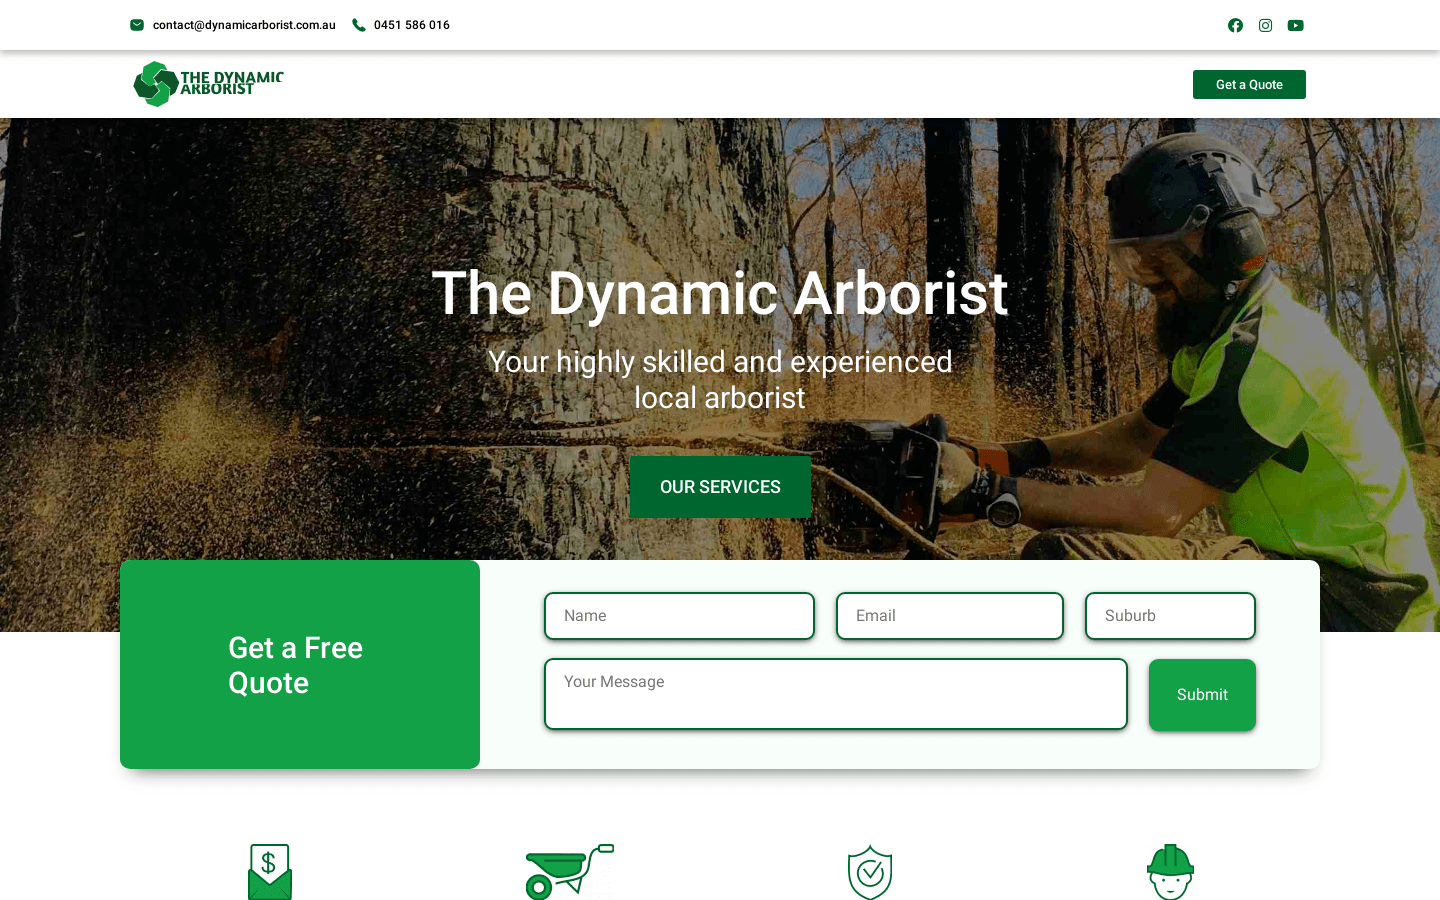 contact@dynamicarborist.com.au
0451 586 016
THE DYNAMIC
ARBORIST
Get a Quote
The Dynamic Arborist
Your highly skilled and experienced
local arborist
OUR SERVICES
Get a Free
Quote
Name
Email
Suburb
Your Message
Submit
$